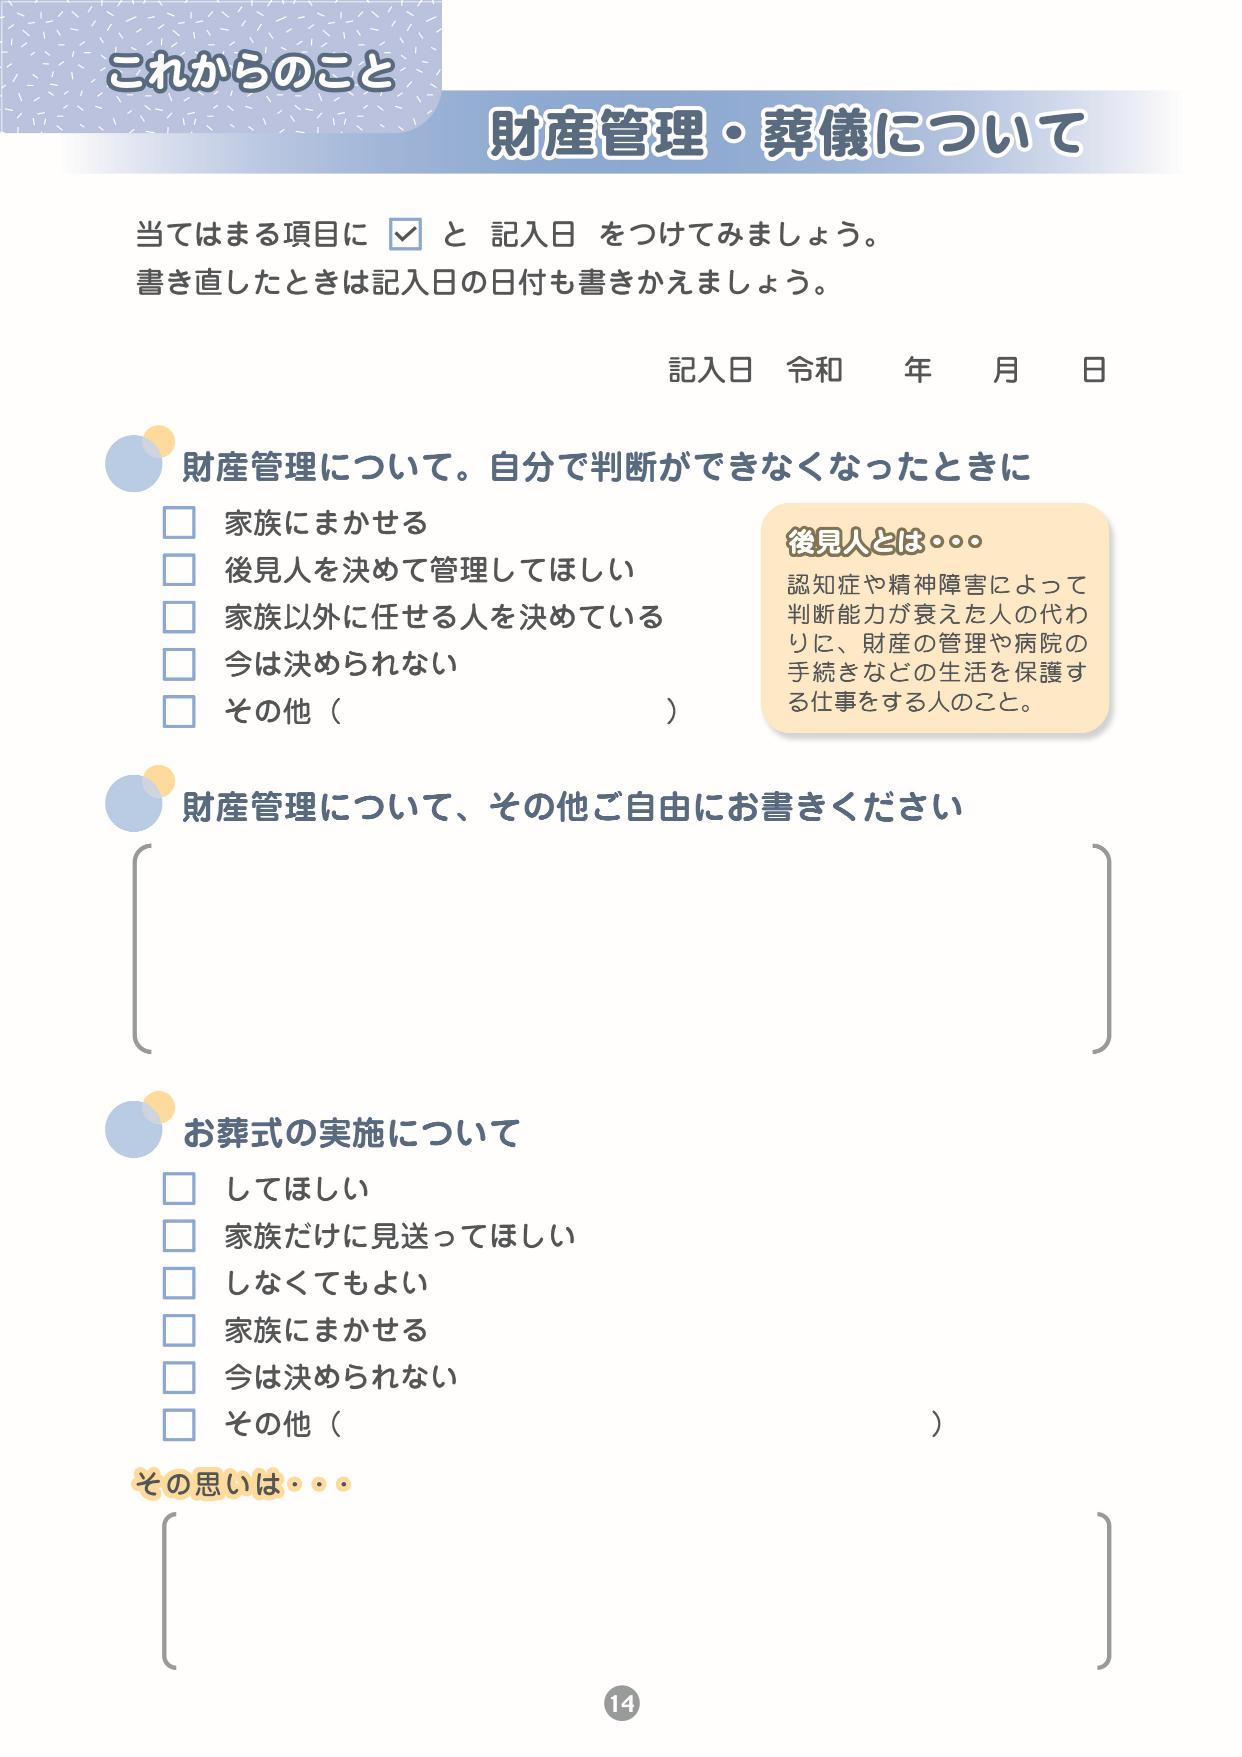 これからのこと
財産管理・葬儀について
当てはまる項目に ☑ と 記入日 をつけてみましょう。
書き直したときは記入日の日付も書きかえましょう。
記入日 令和 年 月 日
財産管理について。自分で判断ができなくなったときに
□ 家族にまかせる
□ 後見人を決めて管理してほしい
□ 家族以外に任せる人を決めている
□ 今は決められない
□ その他（ ）
後見人とは・・・
認知症や精神障害によって
判断能力が衰えた人の代わ
りに、財産の管理や病院の
手続きなどの生活を保護す
る仕事をする人のこと。
財産管理について、その他ご自由にお書きください
お葬式の実施について
□ してほしい
□ 家族だけに見送ってほしい
□ しなくてもよい
□ 家族にまかせる
□ 今は決められない
□ その他（ ）
その思いは・・・
14